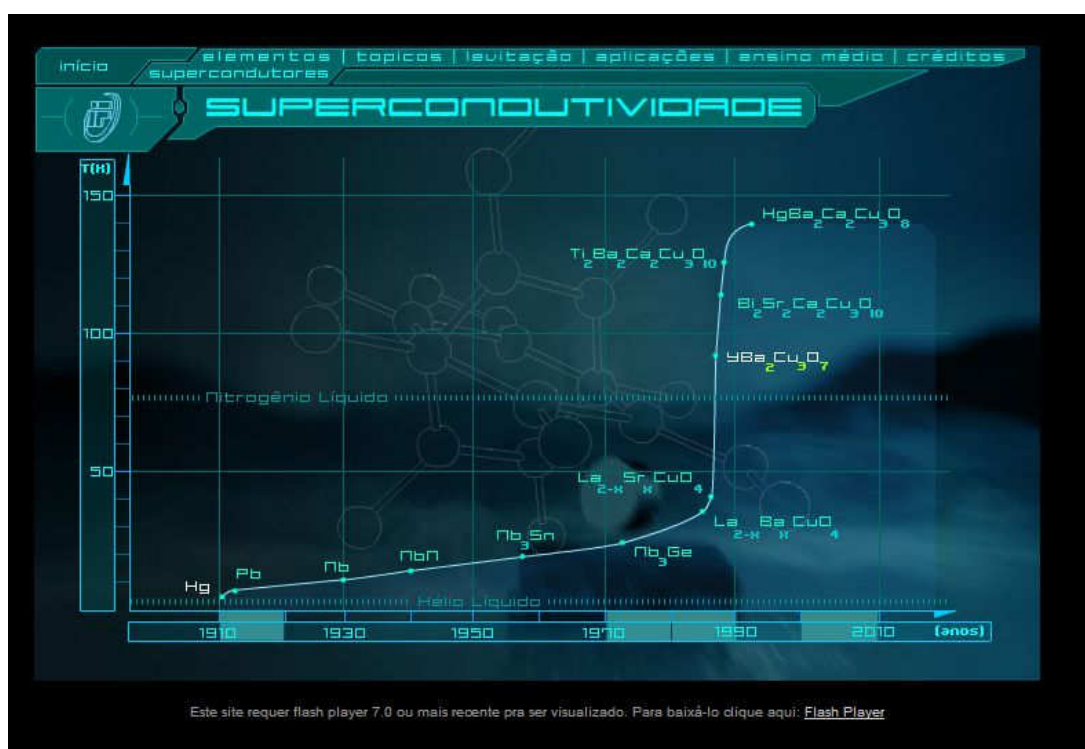 início
elementos | topicos | levitação | aplicações | ensino médio | créditos
supercondutores
SUPERCONDUTIVIDADE
T(K)
150
HgBa2Ca2Cu3O8
Ti2Ba2Ca2Cu3O10
Bi2Sr2Ca2Cu3O10
100
YBa2Cu3O7
Nitrogênio Líquido
50
La2-xSrxCuO4
La2-xBaxCuO4
Nb3Sn
Nb3Ge
NbN
Nb
Pb
Hg
Hélio Líquido
1910 1930 1950 1970 1990 2010 (anos)
Este site requer flash player 7.0 ou mais recente pra ser visualizado. Para baixá-lo clique aqui: Flash Player